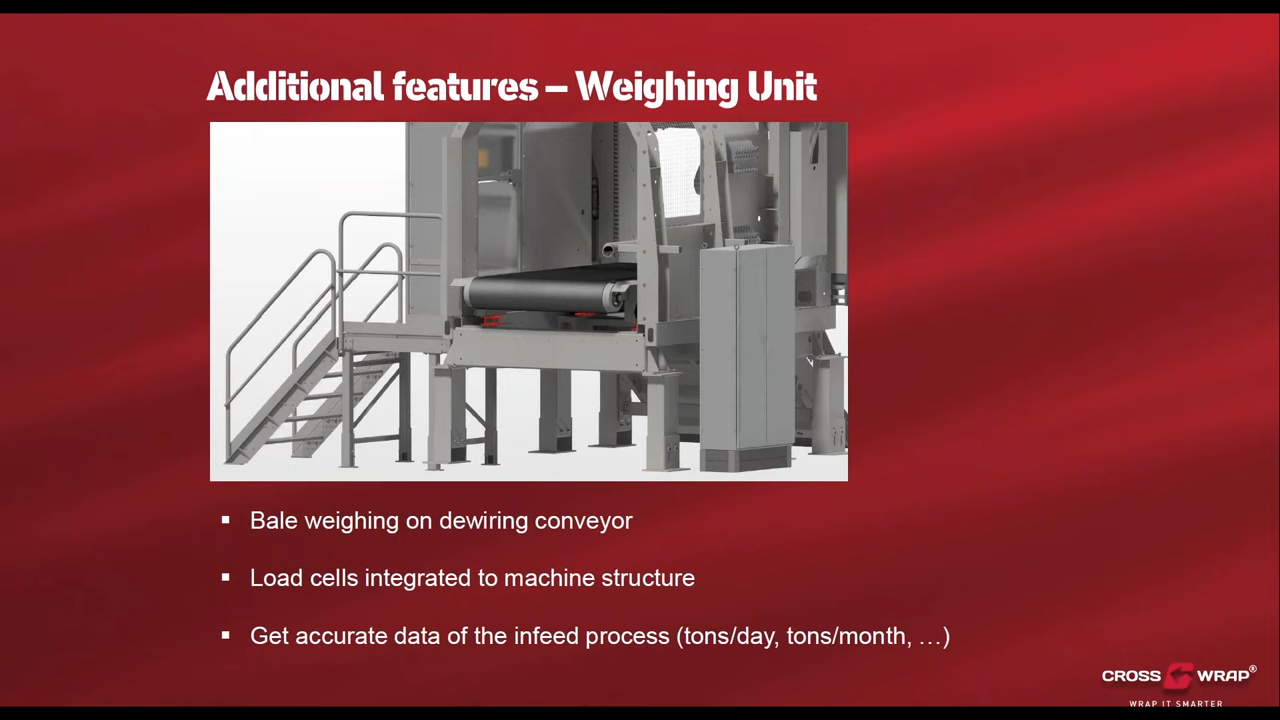 Additional features – Weighing Unit
▪ Bale weighing on dewiring conveyor
▪ Load cells integrated to machine structure
▪ Get accurate data of the infeed process (tons/day, tons/month, …)
CROSS WRAP®
WRAP IT SMARTER